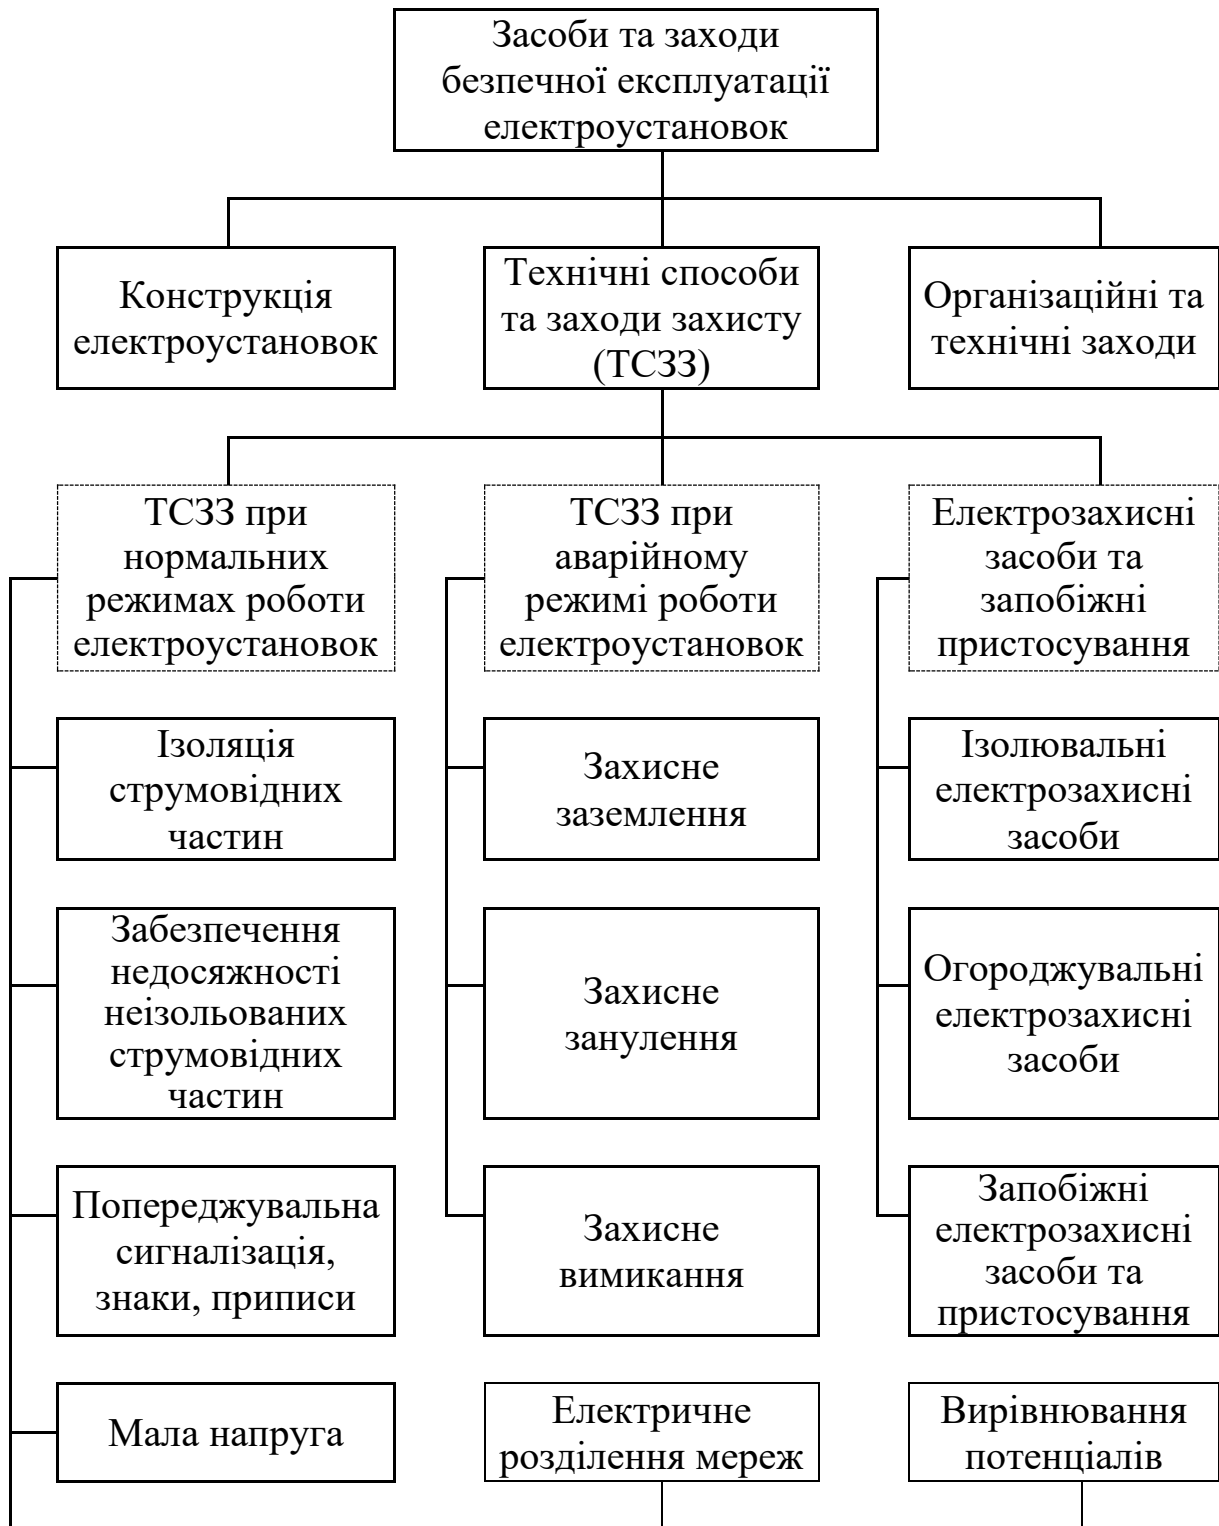 Засоби та заходи
безпечної експлуатації
електроустановок
Конструкція
електроустановок
Технічні способи
та заходи захисту
(ТСЗЗ)
Організаційні та
технічні заходи
ТСЗЗ при
нормальних
режимах роботи
електроустановок
ТСЗЗ при
аварійному
режимі роботи
електроустановок
Електрозахисні
засоби та
запобіжні
пристосування
Ізоляція
струмовідних
частин
Захисне
заземлення
Ізолювальні
електрозахисні
засоби
Забезпечення
недосяжності
неізольованих
струмовідних
частин
Захисне
занулення
Огороджувальні
електрозахисні
засоби
Попереджувальна
сигналізація,
знаки, приписи
Захисне
вимикання
Запобіжні
електрозахисні
засоби та
пристосування
Мала напруга
Електричне
розділення мереж
Вирівнювання
потенціалів